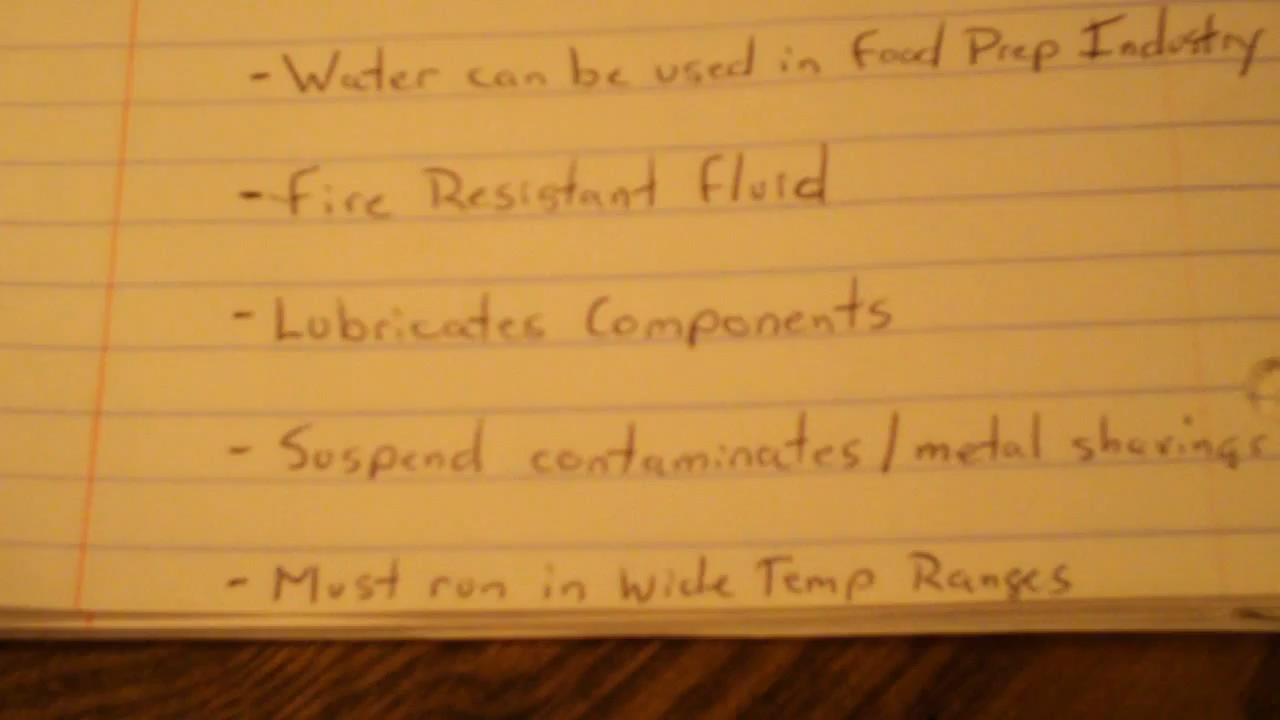 - Water can be used in Food Prep Industry
- Fire Resistant Fluid
- Lubricates Components
- Suspend contaminates/metal shavings
- Must run in Wide Temp Ranges